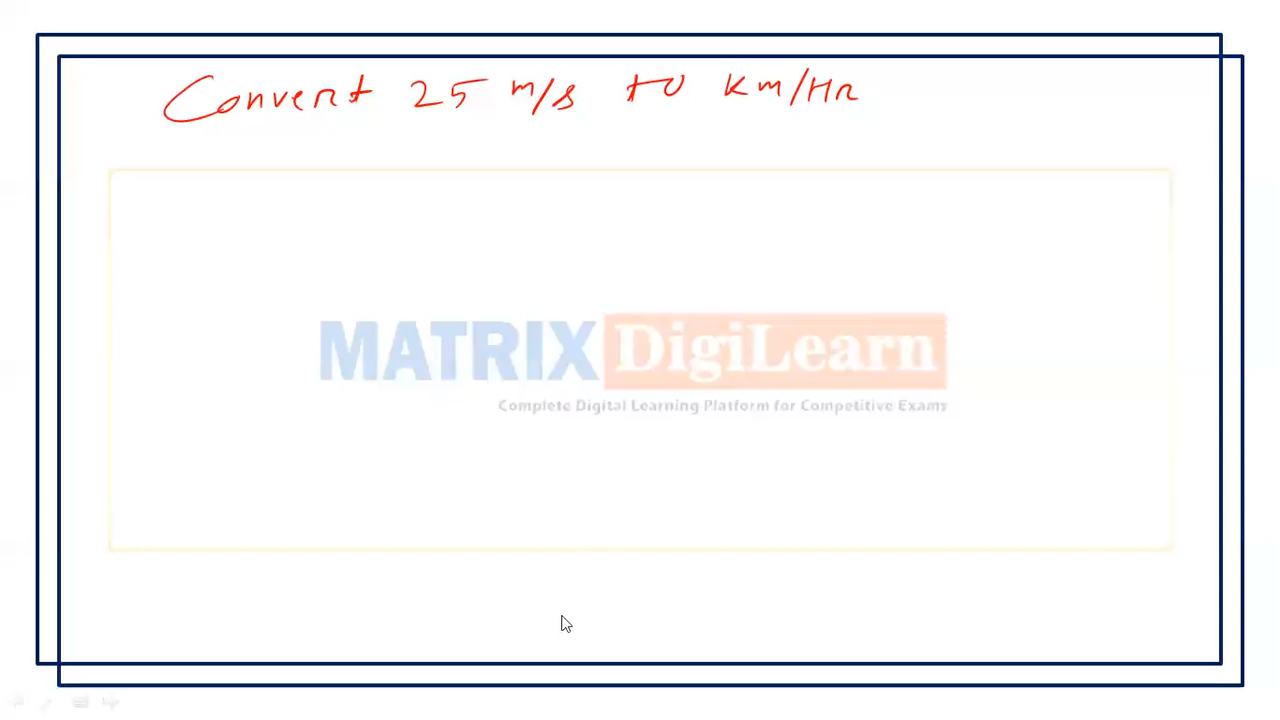 Convert 25 m/s to km/Hr
MATRIX DigiLearn
Complete Digital Learning Platform for Competitive Exams